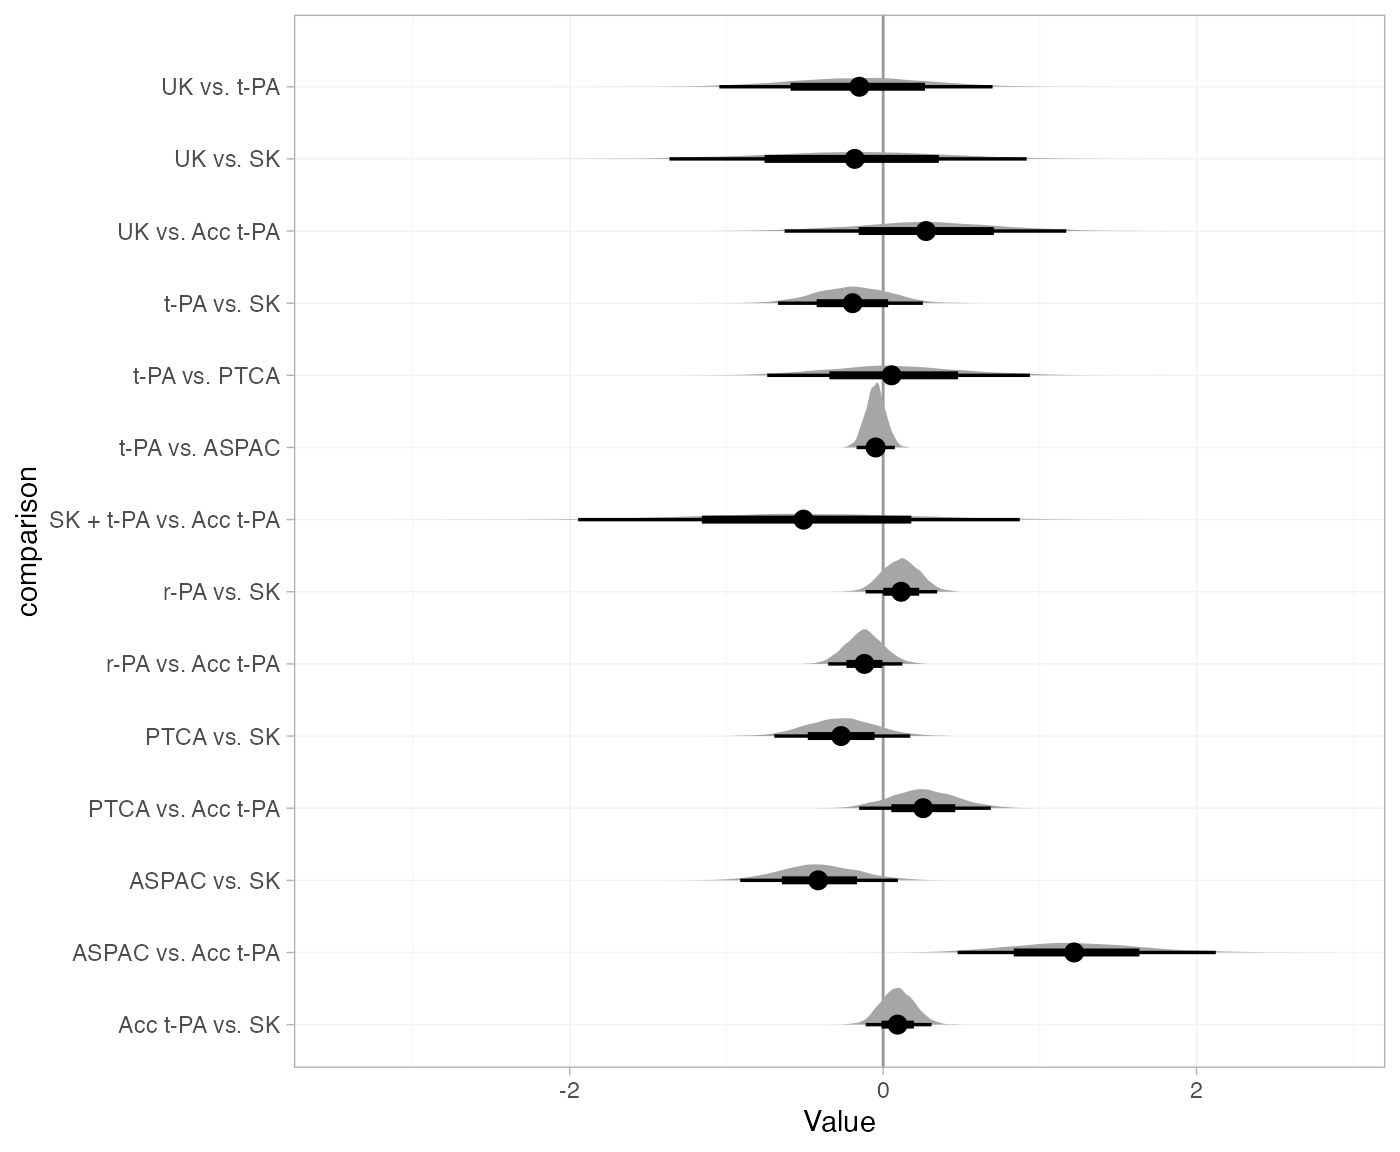 UK vs. t-PA
UK vs. SK
UK vs. Acc t-PA
t-PA vs. SK
t-PA vs. PTCA
t-PA vs. ASPAC
SK + t-PA vs. Acc t-PA
r-PA vs. SK
r-PA vs. Acc t-PA
PTCA vs. SK
PTCA vs. Acc t-PA
ASPAC vs. SK
ASPAC vs. Acc t-PA
Acc t-PA vs. SK
comparison
-2 0 2
Value